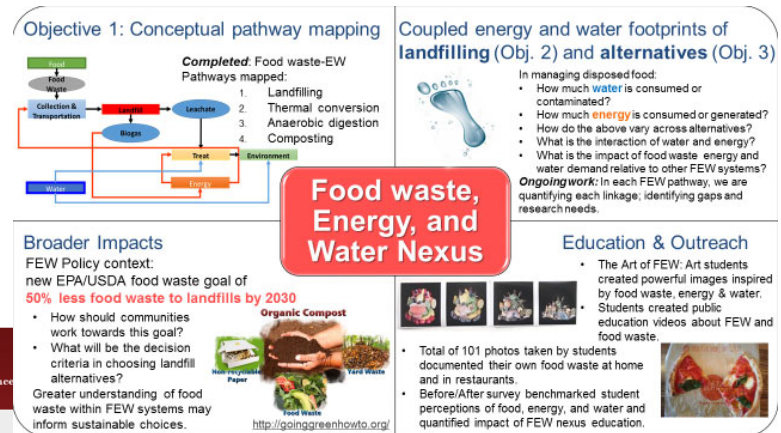 Objective 1: Conceptual pathway mapping
Food
Food
Waste
Collection &
Transportation
Landfill
Leachate
Biogas
Treat
Environment
Water
Energy
Completed: Food waste-EW
Pathways mapped:
1. Landfilling
2. Thermal conversion
3. Anaerobic digestion
4. Composting
Coupled energy and water footprints of
landfilling (Obj. 2) and alternatives (Obj. 3)
In managing disposed food:
• How much water is consumed or
contaminated?
• How much energy is consumed or generated?
• How do the above vary across alternatives?
• What is the interaction of water and energy?
• What is the impact of food waste energy and
water demand relative to other FEW systems?
Ongoingwork: In each FEW pathway, we are
quantifying each linkage; identifying gaps and
research needs.
Food waste,
Energy, and
Water Nexus
Broader Impacts
FEW Policy context:
new EPA/USDA food waste goal of
50% less food waste to landfills by 2030
• How should communities
work towards this goal?
• What will be the decision
criteria in choosing landfill
alternatives?
Greater understanding of food
waste within FEW systems may
inform sustainable choices.
Organic Compost
Non-recyclable
Paper
Yard Waste
Food Waste
http://goinggreenhowto.org/
Education & Outreach
• The Art of FEW: Art students
created powerful images inspired
by food waste, energy & water.
• Students created public
education videos about FEW and
food waste.
• Total of 101 photos taken by students
documented their own food waste at home
and in restaurants.
• Before/After survey benchmarked student
perceptions of food, energy, and water and
quantified impact of FEW nexus education.